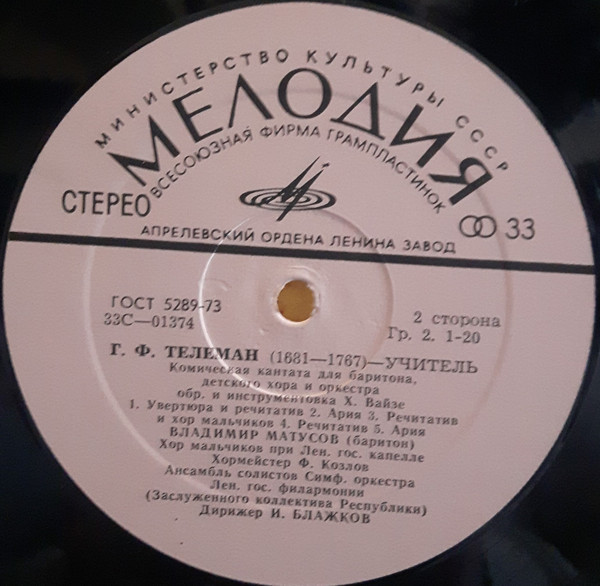 МИНИСТЕРСТВО КУЛЬТУРЫ СССР
МЕЛОДИЯ
ВСЕСОЮЗНАЯ ФИРМА ГРАМПЛАСТИНОК
СТЕРЕО
33
АПРЕЛЕВСКИЙ ОРДЕНА ЛЕНИНА ЗАВОД
ГОСТ 5289-73
33С—01374
2 сторона
Гр. 2. 1-20
Г. Ф. ТЕЛЕМАН (1681—1767)—УЧИТЕЛЬ
Комическая кантата для баритона,
детского хора и оркестра
обр. и инструментовка Х. Вайзе
1. Увертюра и речитатив 2. Ария 3. Речитатив
и хор мальчиков 4. Речитатив 5. Ария
ВЛАДИМИР МАТУСОВ (баритон)
Хор мальчиков при Лен. гос. капелле
Хормейстер Ф. Козлов
Ансамбль солистов Симф. оркестра
Лен. гос. филармонии
(Заслуженного коллектива Республики)
Дирижер И. БЛАЖКОВ